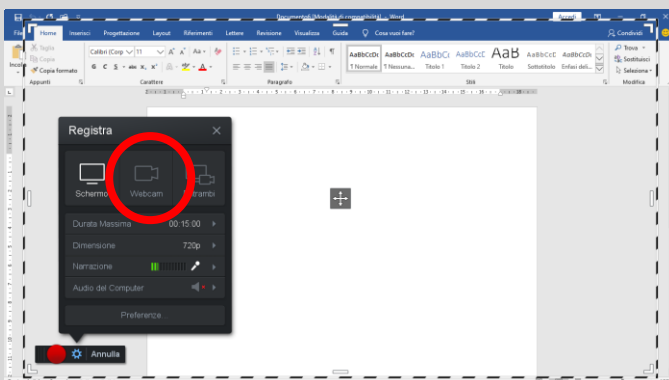 Documento1 [Modalità di compatibilità] - Word
Accedi
File Home Inserisci Progettazione Layout Riferimenti Lettere Revisione Visualizza Guida Cosa vuoi fare? Condividi
Taglia
Copia
Copia formato
Calibri (Corp 11
Appunti Carattere Paragrafo Stili Modifica
AaBbCcDc AaBbCcDc AaBbCc AaBbCcC AaB AaBbCcC AaBbCcDc
¶ Normale ¶ Nessuna... Titolo 1 Titolo 2 Titolo Sottotitolo Enfasi deli...
Trova
Sostituisci
Seleziona
Registra
Schermo Webcam
Durata Massima 00:15:00
Dimensione 720p
Narrazione
Audio del Computer
Preferenze...
Annulla